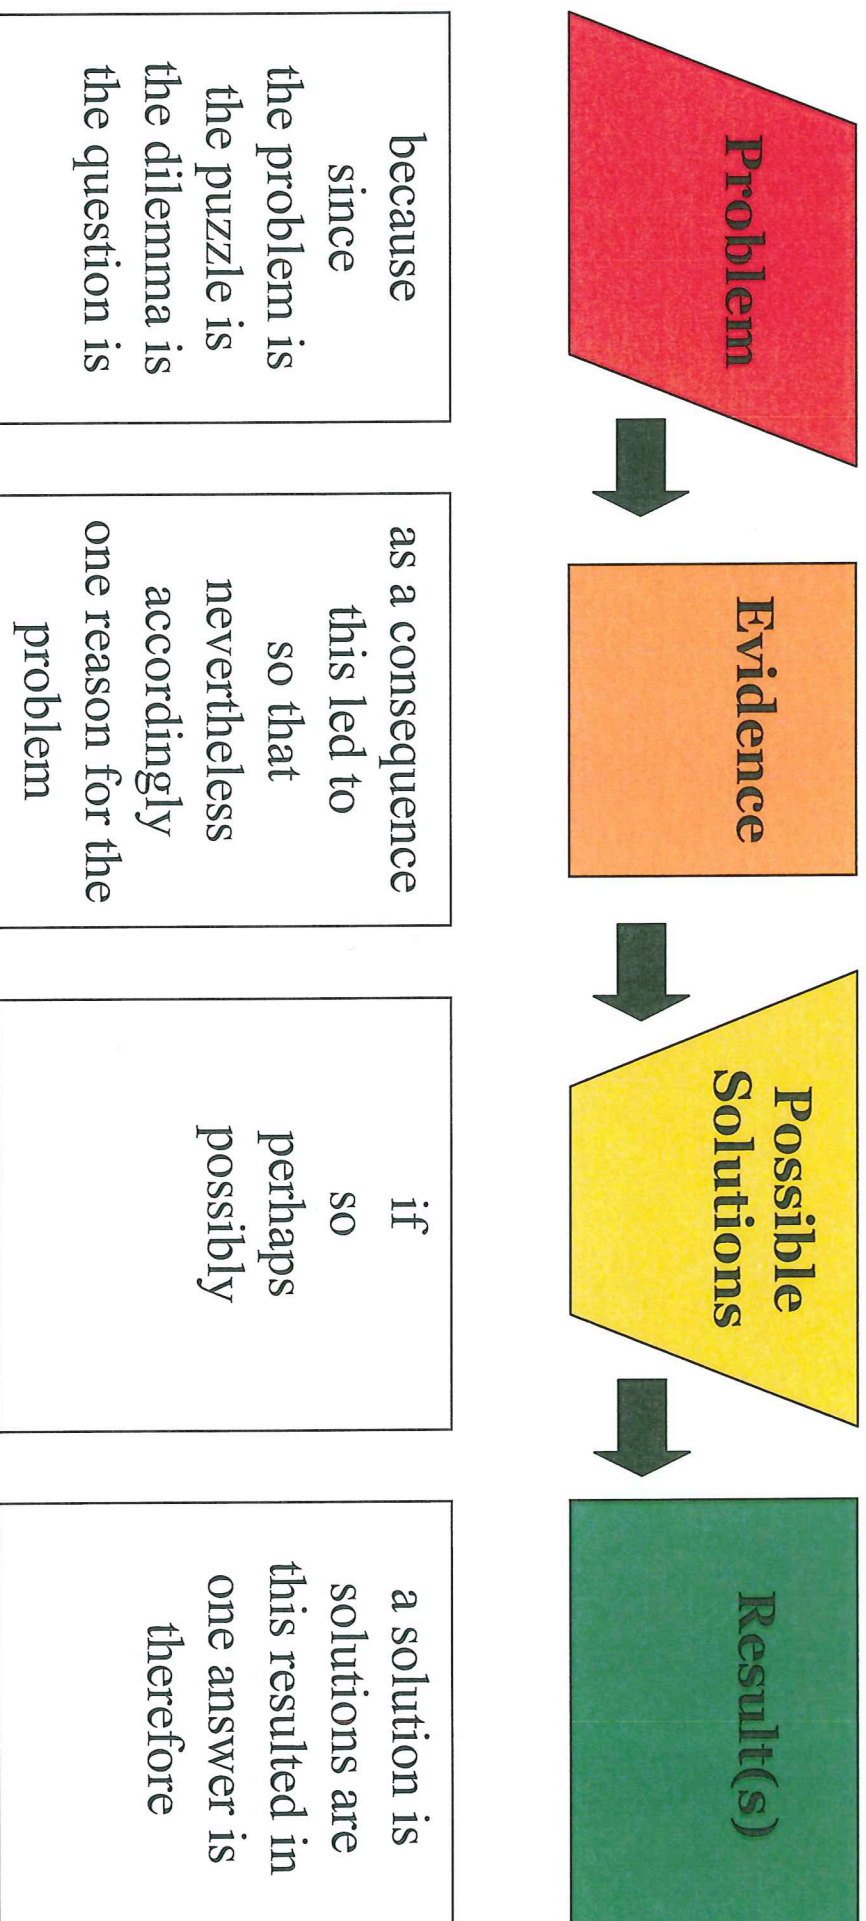 Problem
Evidence
Possible
Solutions
Result(s)
because
since
the problem is
the puzzle is
the dilemma is
the question is
as a consequence
this led to
so that
nevertheless
accordingly
one reason for the
problem
if
so
perhaps
possibly
a solution is
solutions are
this resulted in
one answer is
therefore